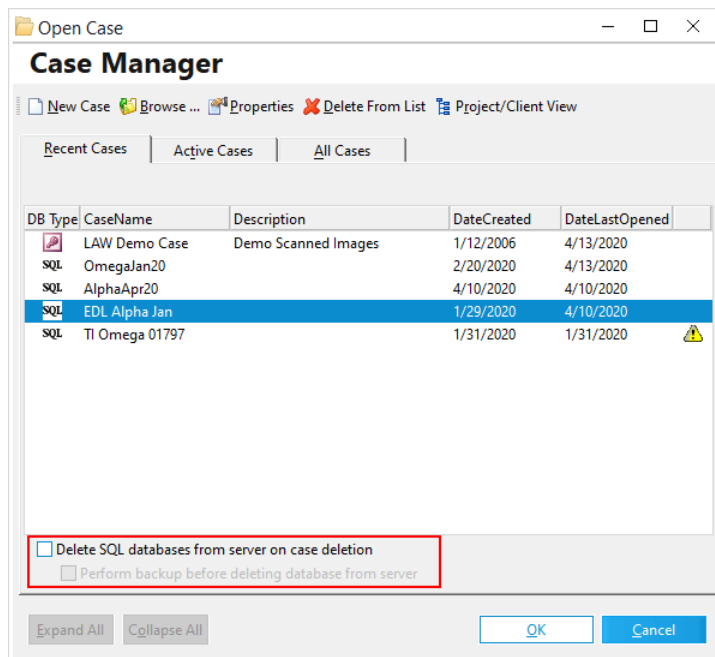 Open Case
Case Manager
New Case Browse ... Properties Delete From List Project/Client View
Recent Cases Active Cases All Cases
DB Type CaseName Description DateCreated DateLastOpened
LAW Demo Case Demo Scanned Images 1/12/2006 4/13/2020
SQL OmegaJan20 2/20/2020 4/13/2020
SQL AlphaApr20 4/10/2020 4/10/2020
SQL EDL Alpha Jan 1/29/2020 4/10/2020
SQL TI Omega 01797 1/31/2020 1/31/2020
Delete SQL databases from server on case deletion
Perform backup before deleting database from server
Expand All Collapse All OK Cancel